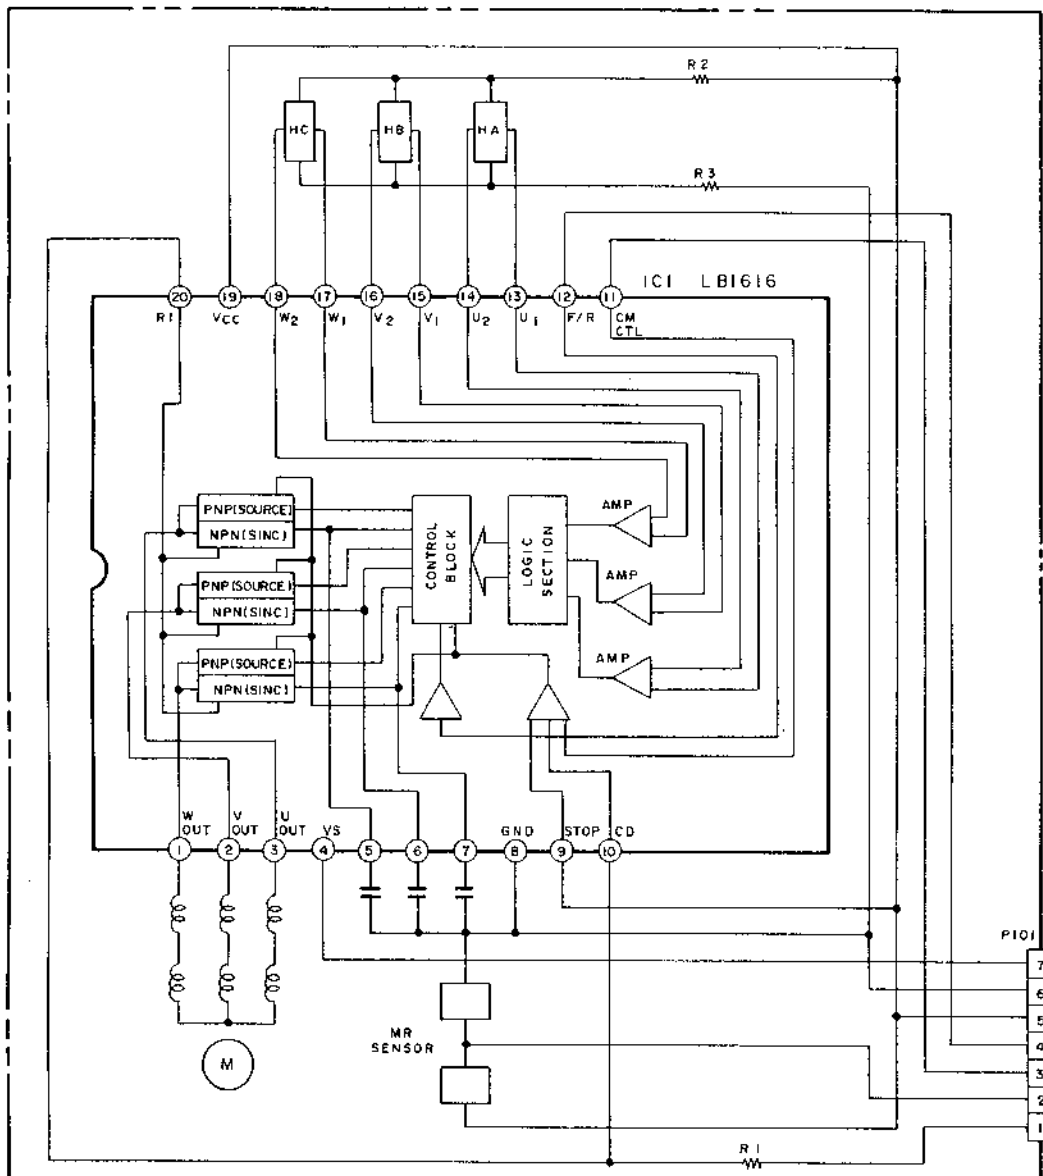 R2
HC
HB
HA
R3
IC1 LB1616
20
19
18
17
16
15
14
13
12
11
R1
VCC
W2
W1
V2
V1
U2
U1
F/R
CM
CTL
PNP(SOURCE)
NPN(SINC)
PNP(SOURCE)
NPN(SINC)
PNP(SOURCE)
NPN(SINC)
CONTROL
BLOCK
LOGIC
SECTION
AMP
AMP
AMP
W
OUT
V
OUT
U
OUT
VS
GND
STOP
CD
1
2
3
4
5
6
7
8
9
10
P101
7
6
5
4
3
2
1
MR
SENSOR
M
R1